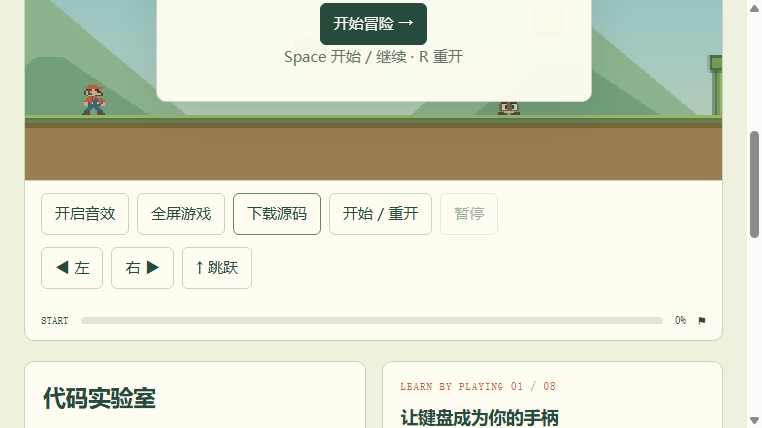 开始冒险 →
Space 开始 / 继续 · R 重开
开启音效 全屏游戏 下载源码 开始 / 重开 暂停
◀ 左 右 ▶ ↑ 跳跃
START 0% ⚑
代码实验室
LEARN BY PLAYING 01 / 08
让键盘成为你的手柄